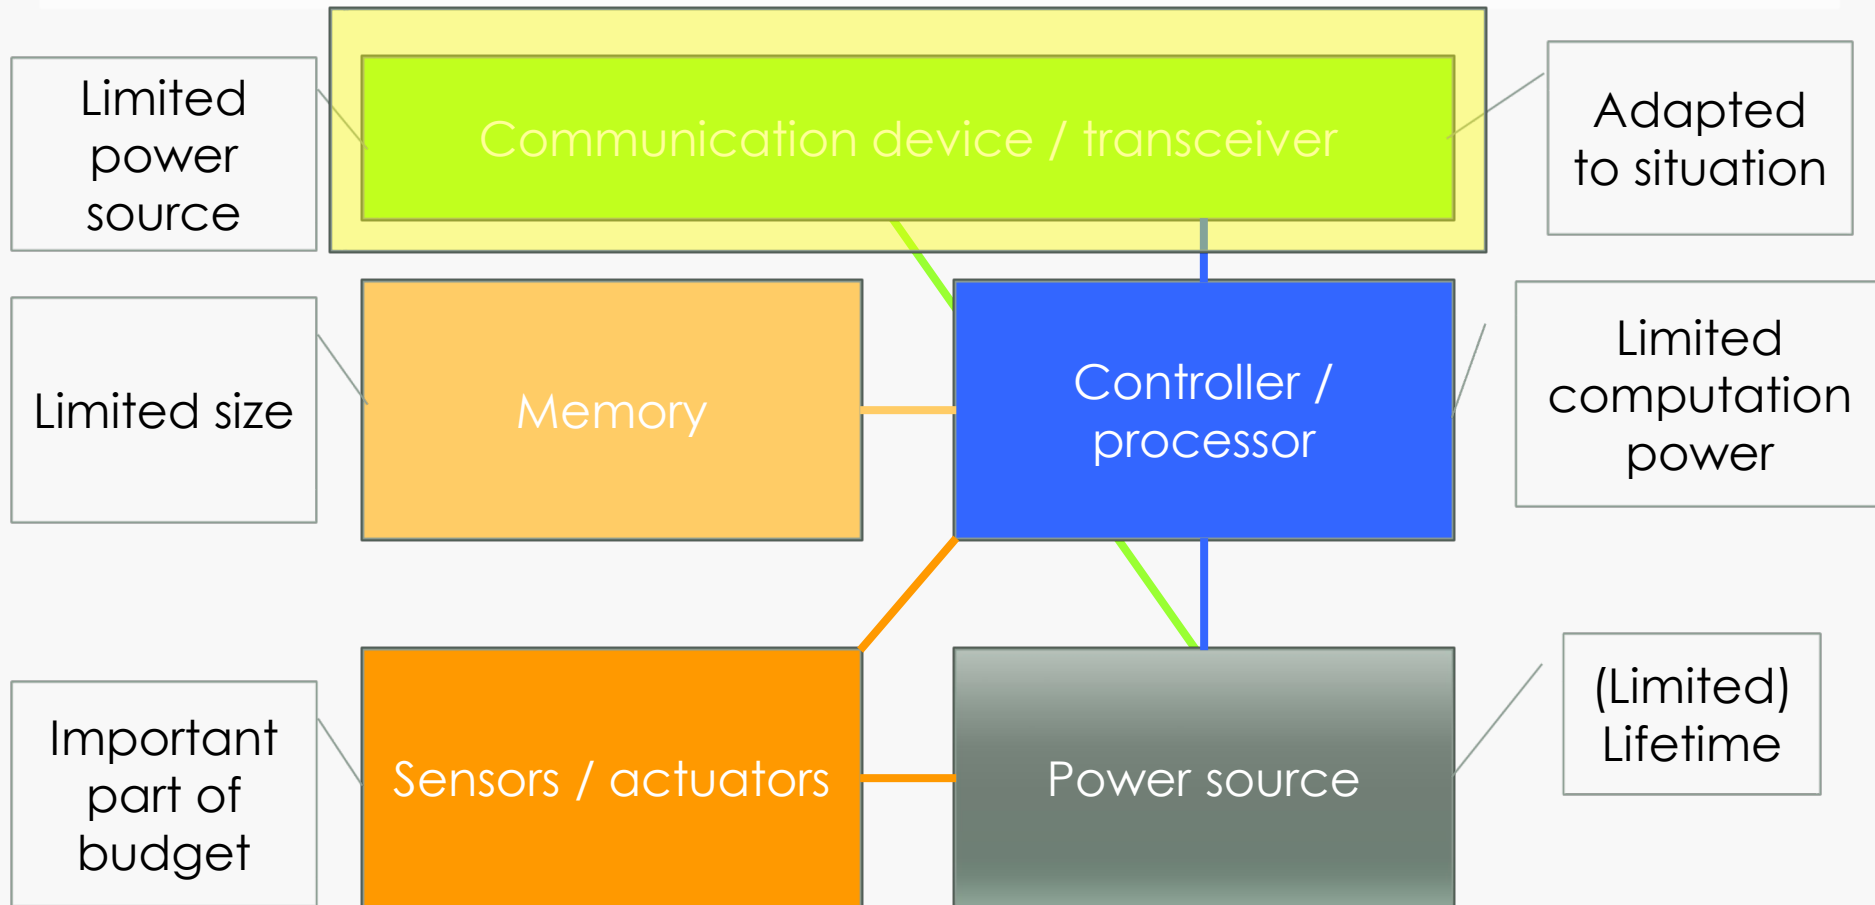 Limited
power
source
Communication device / transceiver
Adapted
to situation
Limited size
Memory
Controller /
processor
Limited
computation
power
Important
part of
budget
Sensors / actuators
Power source
(Limited)
Lifetime